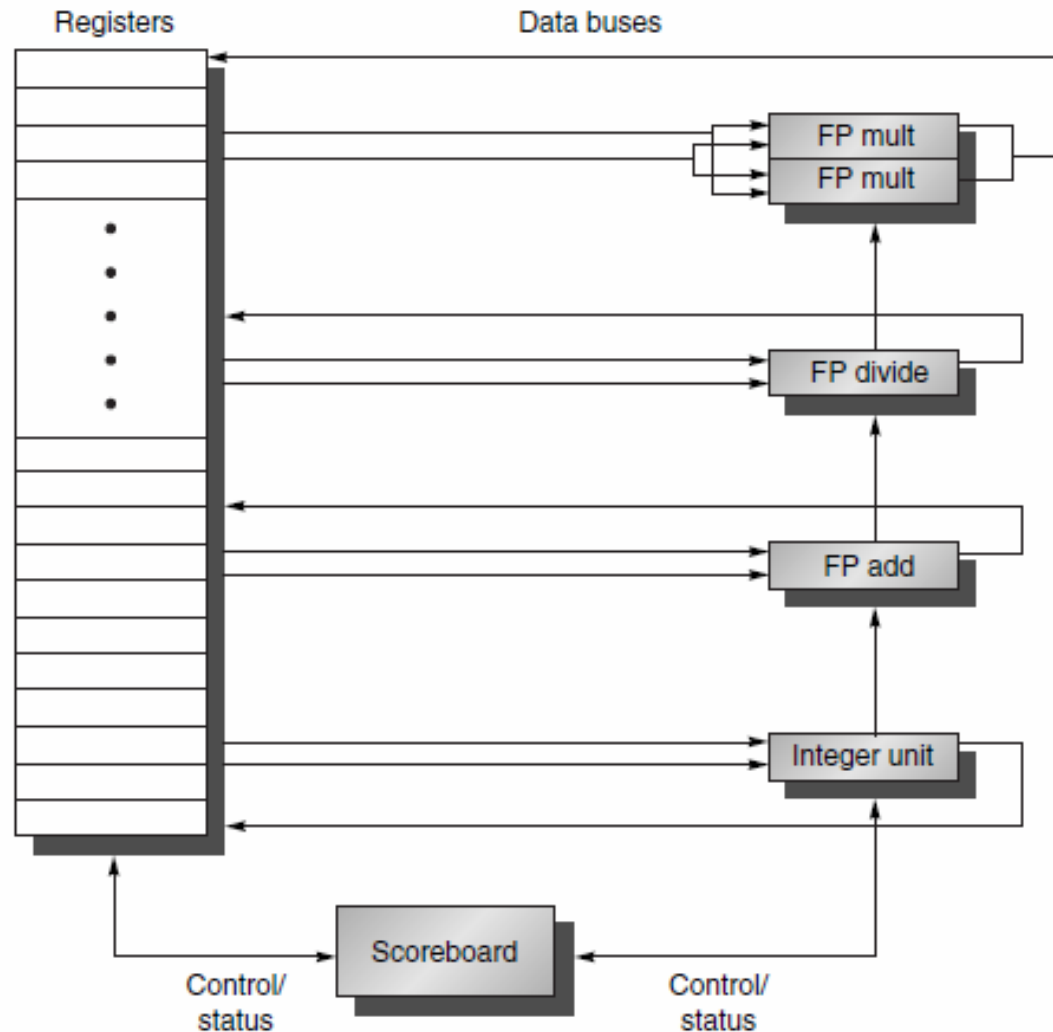 Registers
Data buses
FP mult
FP mult
FP divide
FP add
Integer unit
Scoreboard
Control/
status
Control/
status